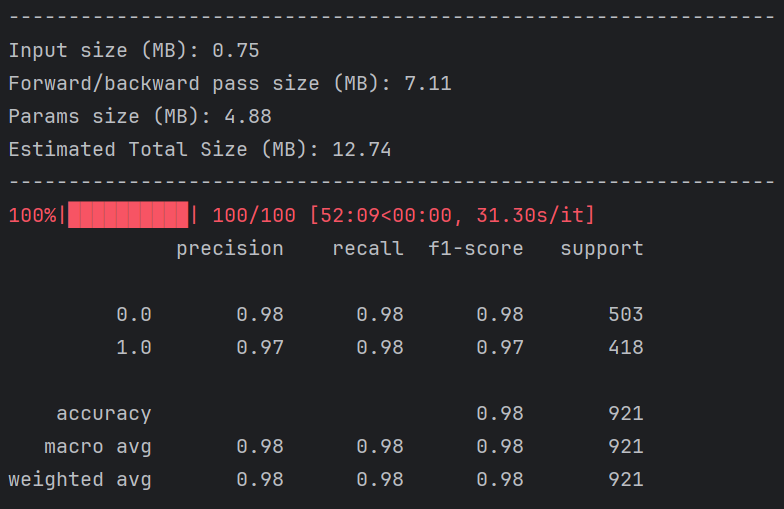 ----------------------------------------------------------------
Input size (MB): 0.75
Forward/backward pass size (MB): 7.11
Params size (MB): 4.88
Estimated Total Size (MB): 12.74
----------------------------------------------------------------
100%|██████████| 100/100 [52:09<00:00, 31.30s/it]
              precision    recall  f1-score   support

         0.0       0.98      0.98      0.98       503
         1.0       0.97      0.98      0.97       418

    accuracy                           0.98       921
   macro avg       0.98      0.98      0.98       921
weighted avg       0.98      0.98      0.98       921